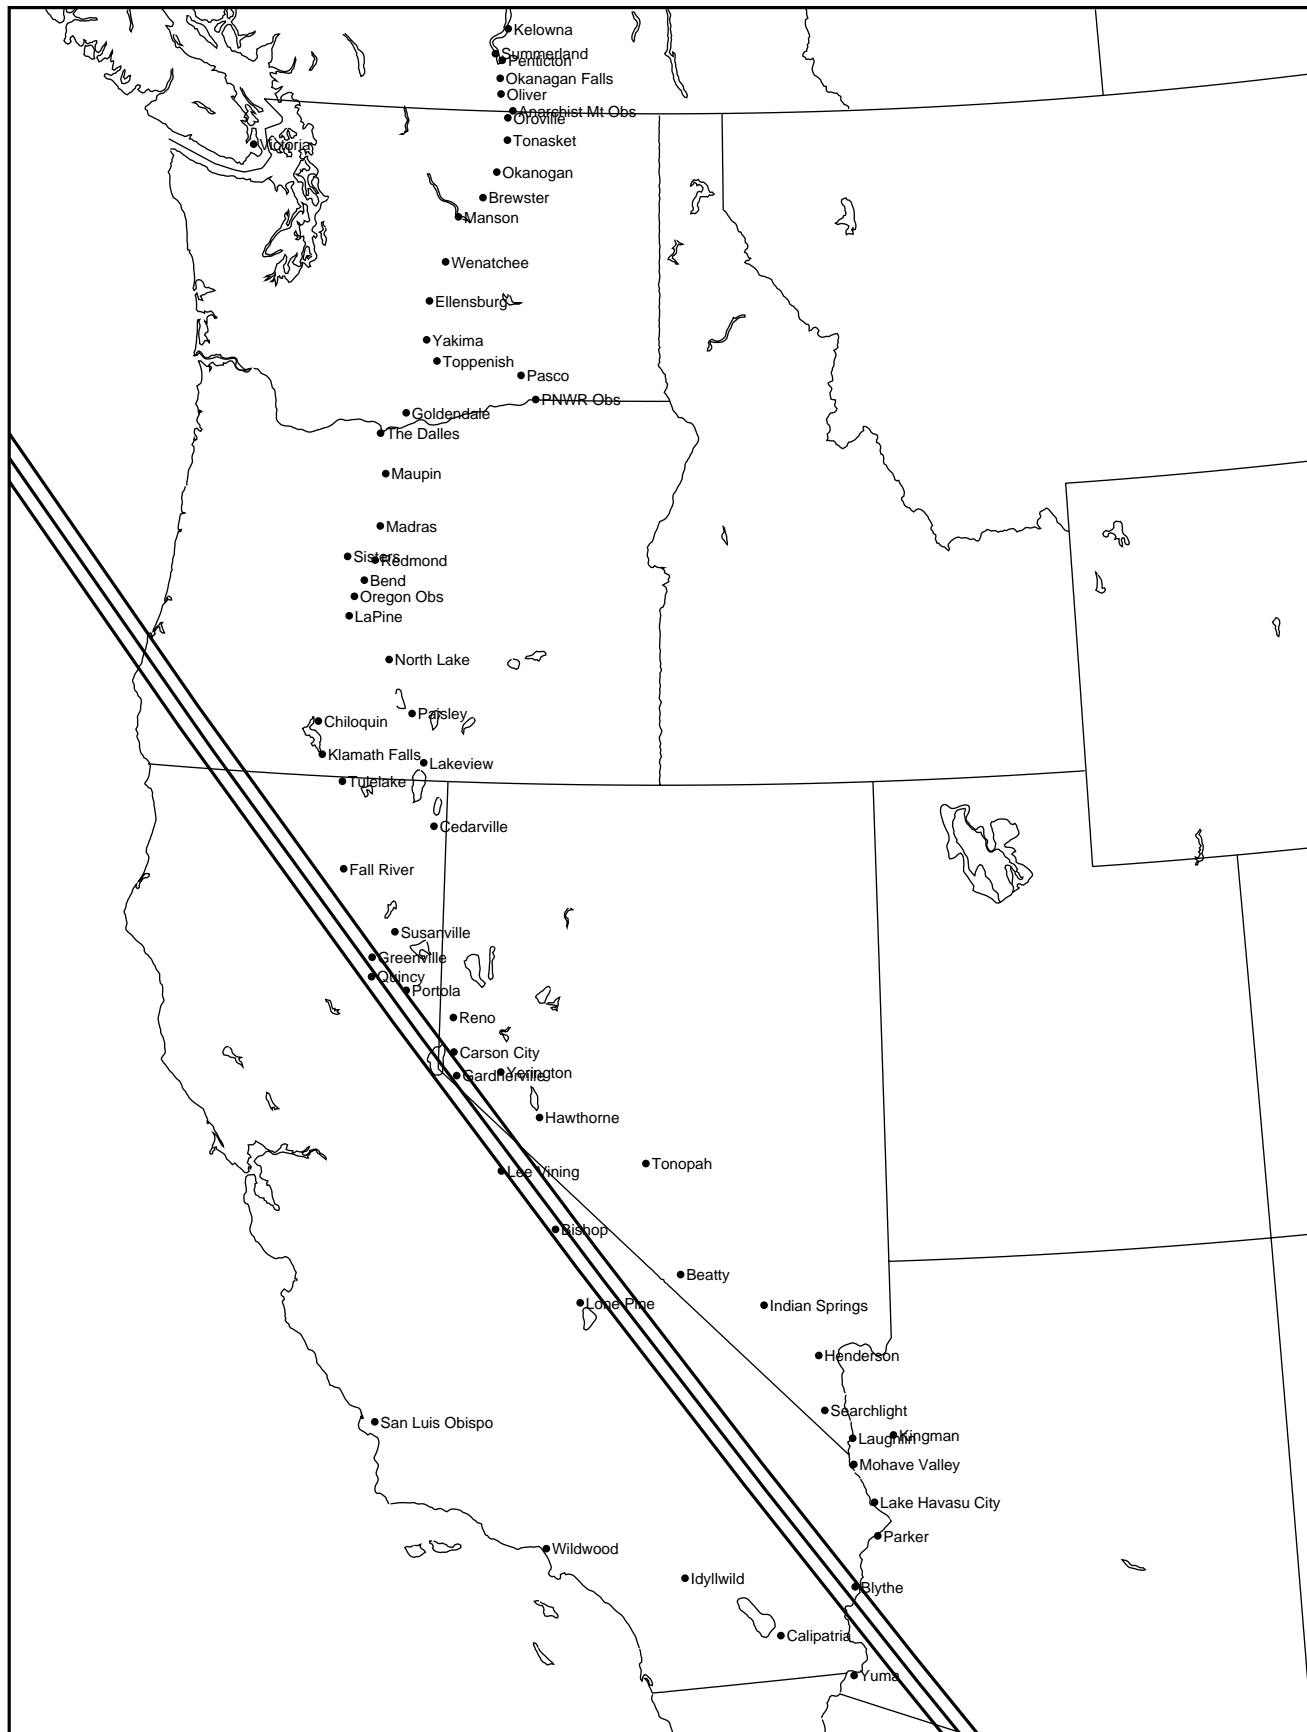 Kelowna
Summerland
Penticton
Okanagan Falls
Oliver
Anarchist Mt Obs
Oroville
Tonasket
Victoria
Okanogan
Brewster
Manson
Wenatchee
Ellensburg
Yakima
Toppenish
Pasco
PNWR Obs
Goldendale
The Dalles
Maupin
Madras
Sisters
Redmond
Bend
Oregon Obs
LaPine
North Lake
Paisley
Chiloquin
Klamath Falls
Lakeview
Tulelake
Cedarville
Fall River
Susanville
Greenville
Quincy
Portola
Reno
Carson City
Yerington
Gardnerville
Hawthorne
Tonopah
Lee Vining
Bishop
Beatty
Lone Pine
Indian Springs
Henderson
Searchlight
San Luis Obispo
Kingman
Laughlin
Mohave Valley
Lake Havasu City
Parker
Wildwood
Idyllwild
Blythe
Calipatria
Yuma